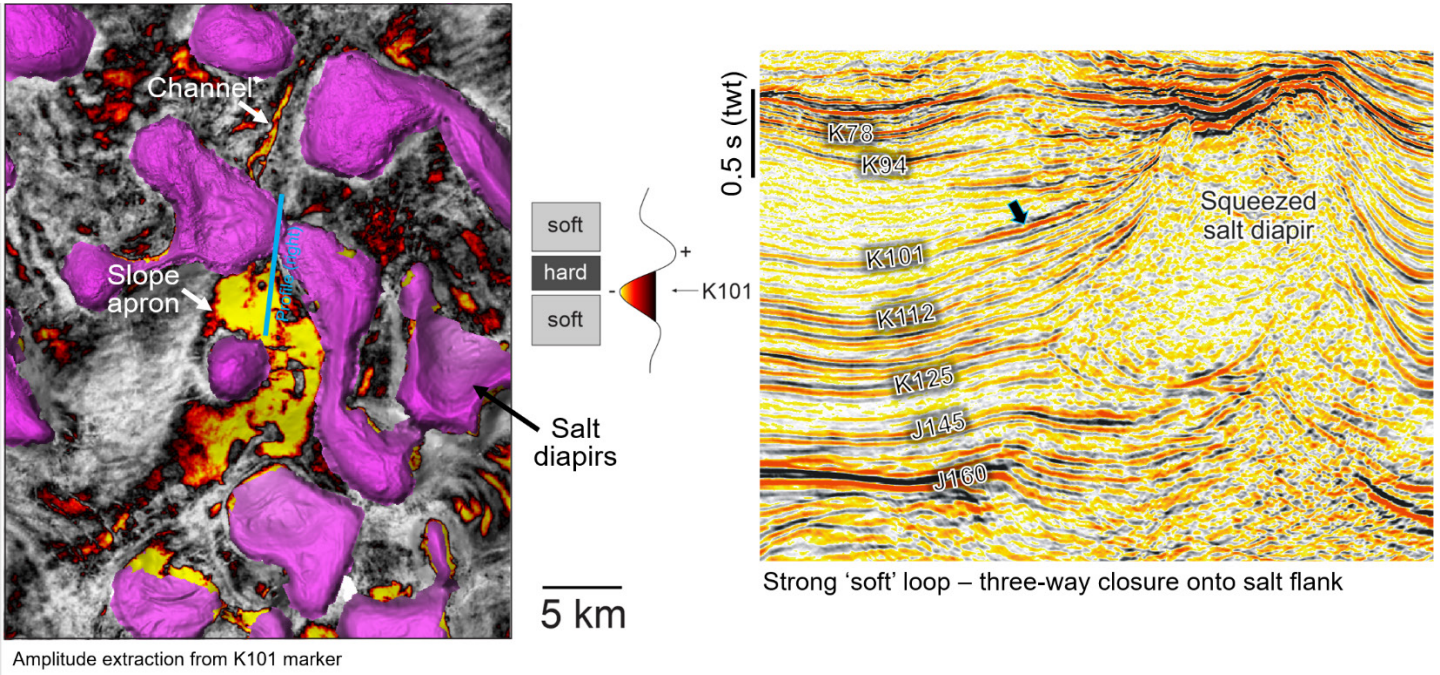 Channel
Slope
apron
Profile (right)
Salt
diapirs
5 km
Amplitude extraction from K101 marker
soft
hard
soft
+
-
K101
0.5 s (twt)
K78
K94
K101
K112
K125
J145
J160
Squeezed
salt diapir
Strong ‘soft’ loop – three-way closure onto salt flank